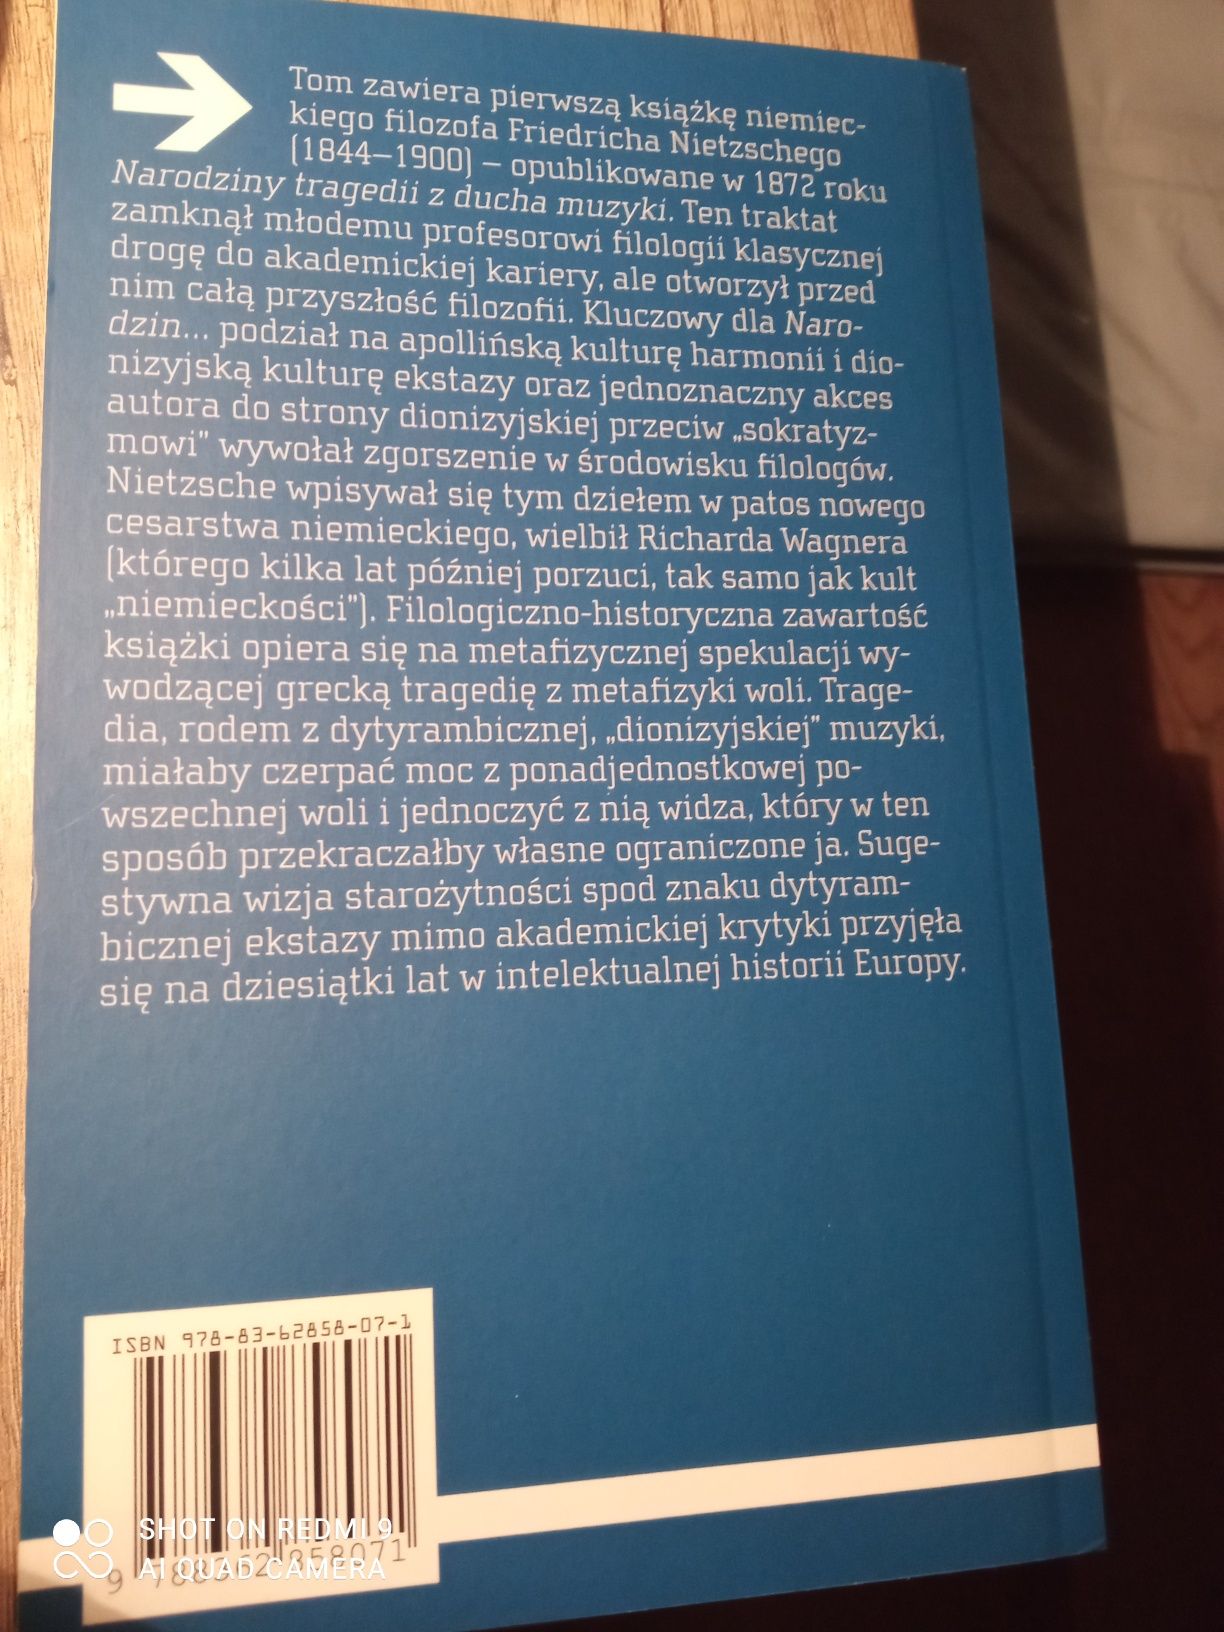 Tom zawiera pierwszą książkę niemiec-
kiego filozofa Friedricha Nietzschego
(1844–1900) – opublikowane w 1872 roku
Narodziny tragedii z ducha muzyki. Ten traktat
zamknął młodemu profesorowi filologii klasycznej
drogę do akademickiej kariery, ale otworzył przed
nim całą przyszłość filozofii. Kluczowy dla Naro-
dzin... podział na apollińską kulturę harmonii i dio-
nizyjską kulturę ekstazy oraz jednoznaczny akces
autora do strony dionizyjskiej przeciw „sokratyz-
mowi” wywołał zgorszenie w środowisku filologów.
Nietzsche wpisywał się tym dziełem w patos nowego
cesarstwa niemieckiego, wielbił Richarda Wagnera
(którego kilka lat później porzuci, tak samo jak kult
„niemieckości”). Filologiczno-historyczna zawartość
książki opiera się na metafizycznej spekulacji wy-
wodzącej grecką tragedię z metafizyki woli. Trage-
dia, rodem z dytyrambicznej, „dionizyjskiej” muzyki,
miałaby czerpać moc z ponadjednostkowej po-
wszechnej woli i jednoczyć z nią widza, który w ten
sposób przekraczałby własne ograniczone ja. Suge-
stywna wizja starożytności spod znaku dytyram-
bicznej ekstazy mimo akademickiej krytyki przyjęła
się na dziesiątki lat w intelektualnej historii Europy.
ISBN 978-83-62858-07-1
SHOT ON REDMI 9
AI QUAD CAMERA
9 788362 858071